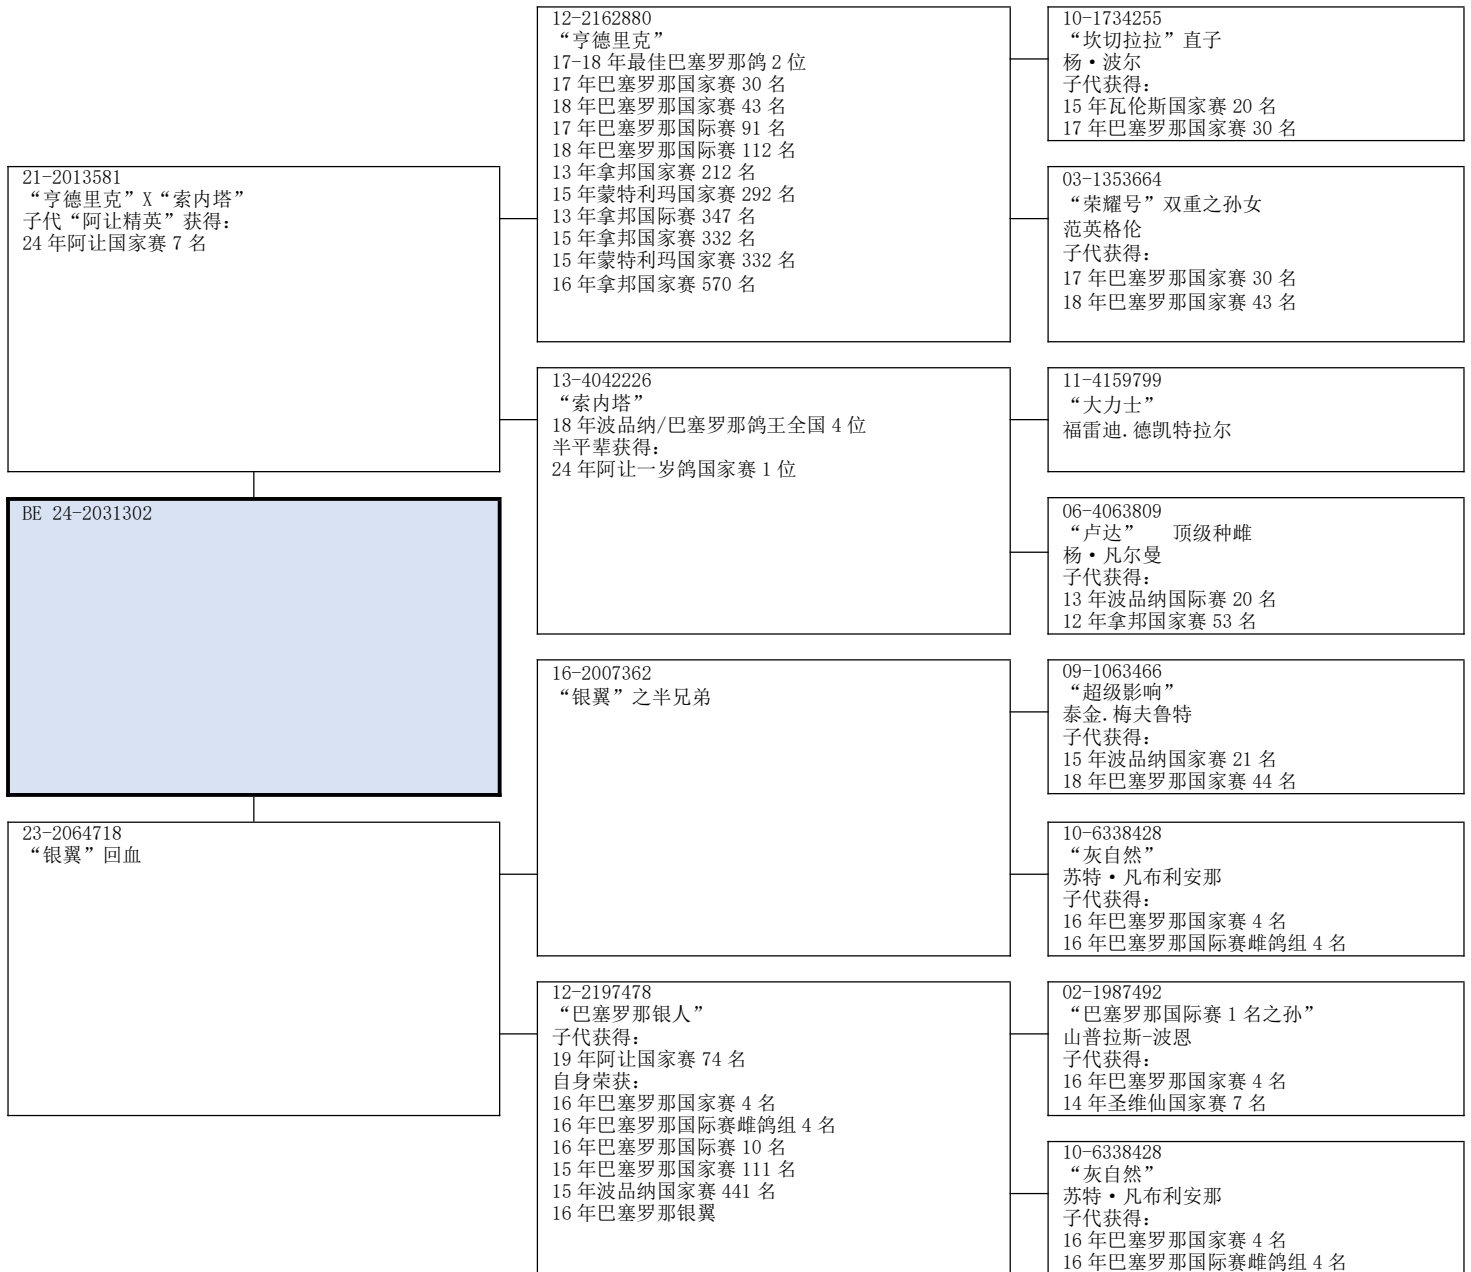 21-2013581
“亨德里克”X“索内塔”
子代“阿让精英”获得：
24 年阿让国家赛 7 名
BE 24-2031302
23-2064718
“银翼”回血
12-2162880
“亨德里克”
17-18 年最佳巴塞罗那鸽 2 位
17 年巴塞罗那国家赛 30 名
18 年巴塞罗那国家赛 43 名
17 年巴塞罗那国际赛 91 名
18 年巴塞罗那国际赛 112 名
13 年拿邦国家赛 212 名
15 年蒙特利玛国家赛 292 名
13 年拿邦国际赛 347 名
15 年拿邦国家赛 332 名
15 年蒙特利玛国家赛 332 名
16 年拿邦国家赛 570 名
13-4042226
“索内塔”
18 年波品纳/巴塞罗那鸽王全国 4 位
半平辈获得：
24 年阿让一岁鸽国家赛 1 位
16-2007362
“银翼”之半兄弟
12-2197478
“巴塞罗那银人”
子代获得：
19 年阿让国家赛 74 名
自身荣获：
16 年巴塞罗那国家赛 4 名
16 年巴塞罗那国际赛雌鸽组 4 名
16 年巴塞罗那国际赛 10 名
15 年巴塞罗那国家赛 111 名
15 年波品纳国家赛 441 名
16 年巴塞罗那银翼
10-1734255
“坎切拉拉”直子
杨·波尔
子代获得：
15 年瓦伦斯国家赛 20 名
17 年巴塞罗那国家赛 30 名
03-1353664
“荣耀号”双重之孙女
范英格伦
子代获得：
17 年巴塞罗那国家赛 30 名
18 年巴塞罗那国家赛 43 名
11-4159799
“大力士”
福雷迪.德凯特拉尔
06-4063809
“卢达”　　顶级种雌
杨·凡尔曼
子代获得：
13 年波品纳国际赛 20 名
12 年拿邦国家赛 53 名
09-1063466
“超级影响”
泰金.梅夫鲁特
子代获得：
15 年波品纳国家赛 21 名
18 年巴塞罗那国家赛 44 名
10-6338428
“灰自然”
苏特·凡布利安那
子代获得：
16 年巴塞罗那国家赛 4 名
16 年巴塞罗那国际赛雌鸽组 4 名
02-1987492
“巴塞罗那国际赛 1 名之孙”
山普拉斯-波恩
子代获得：
16 年巴塞罗那国家赛 4 名
14 年圣维仙国家赛 7 名
10-6338428
“灰自然”
苏特·凡布利安那
子代获得：
16 年巴塞罗那国家赛 4 名
16 年巴塞罗那国际赛雌鸽组 4 名